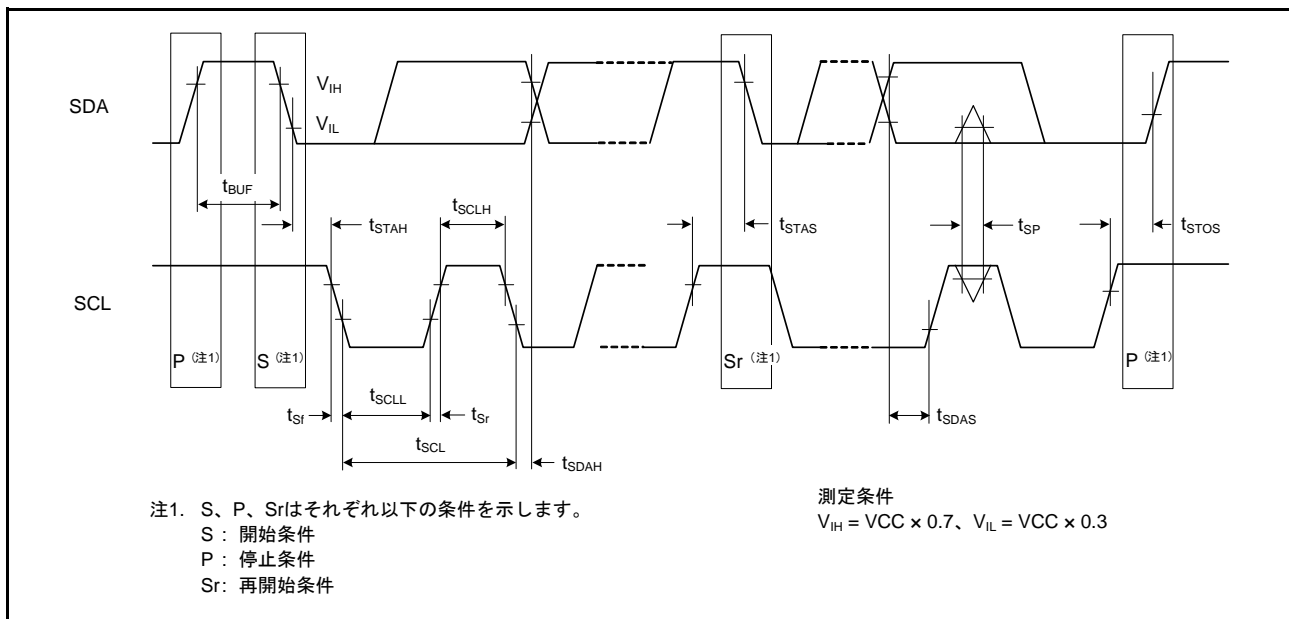 SDA
VIH
VIL
tBUF
tSTAH
tSCLH
tSTAS
tSP
tSTOS
SCL
P（注1）
S（注1）
Sr（注1）
P（注1）
tSf
tSCLL
tSr
tSCL
tSDAH
tSDAS
注1. S、P、Srはそれぞれ以下の条件を示します。
S : 開始条件
P : 停止条件
Sr: 再開始条件
測定条件
VIH = VCC × 0.7、VIL = VCC × 0.3